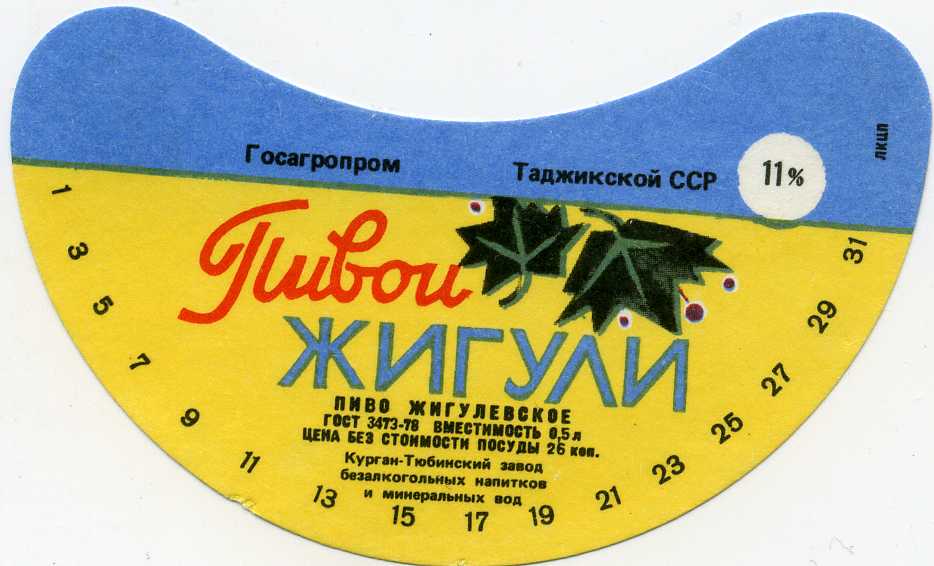 Госагропром Таджикской ССР 11%
ЛКЦП
Пивои
ЖИГУЛИ
ПИВО ЖИГУЛЕВСКОЕ
ГОСТ 3473-78 ВМЕСТИМОСТЬ 0,5 л
ЦЕНА БЕЗ СТОИМОСТИ ПОСУДЫ 26 коп.
Курган-Тюбинский завод
безалкогольных напитков
и минеральных вод
1 3 5 7 9 11 13 15 17 19 21 23 25 27 29 31